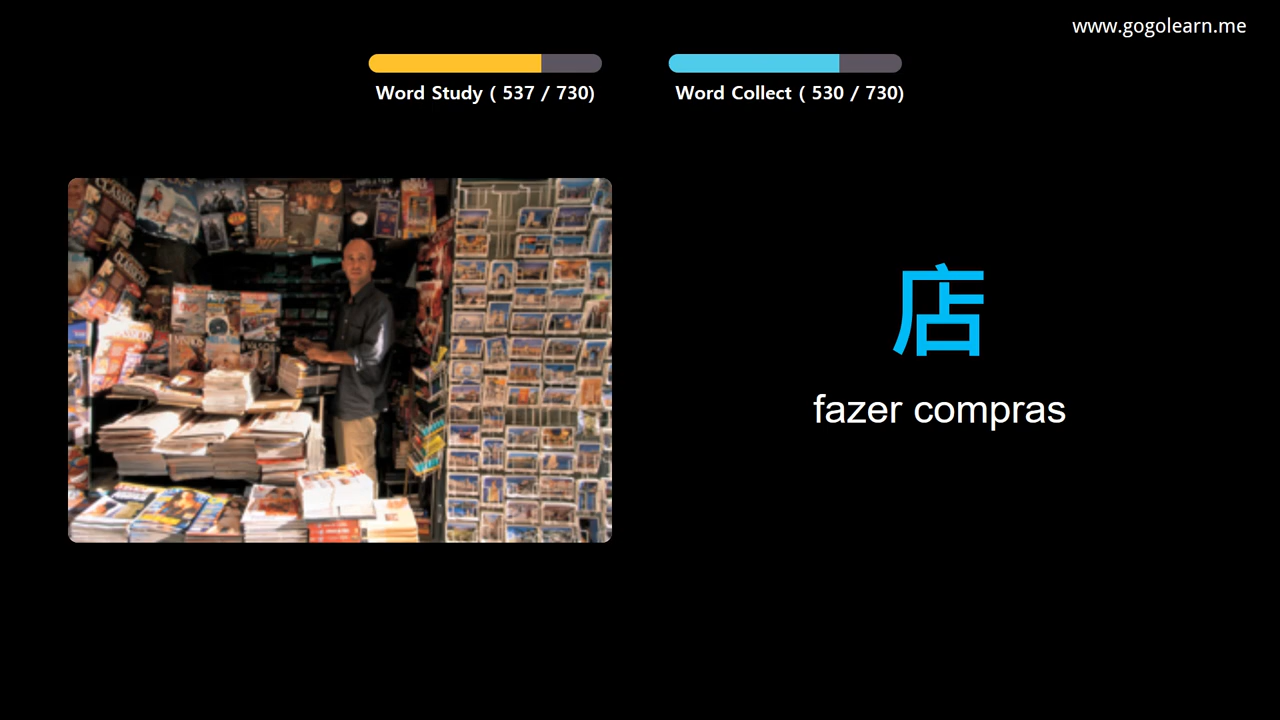 www.gogolearn.me
Word Study ( 537 / 730)
Word Collect ( 530 / 730)
店
fazer compras